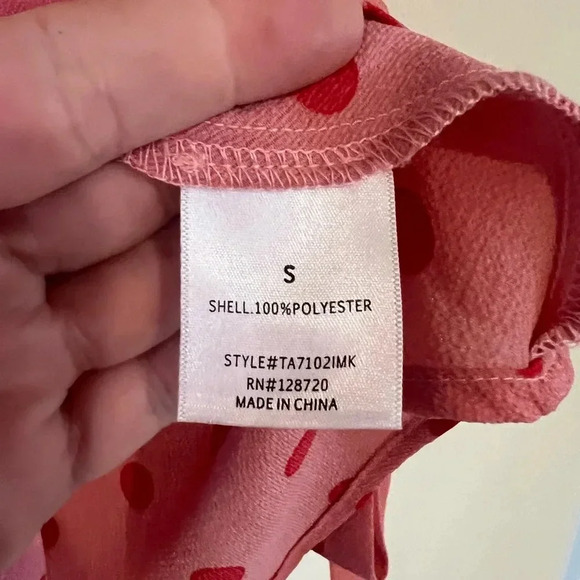 S
SHELL.100%POLYESTER
STYLE#TA7102IMK
RN#128720
MADE IN CHINA